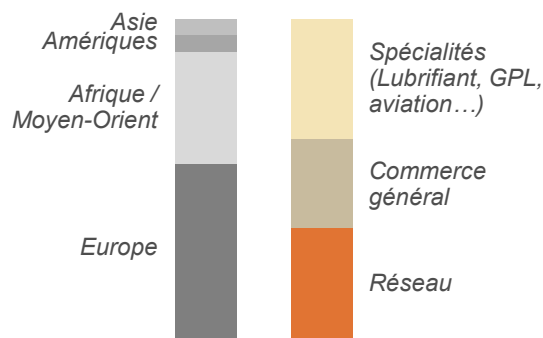 Asie
Amériques
Afrique /
Moyen-Orient
Europe
Spécialités
(Lubrifiant, GPL,
aviation…)
Commerce
général
Réseau